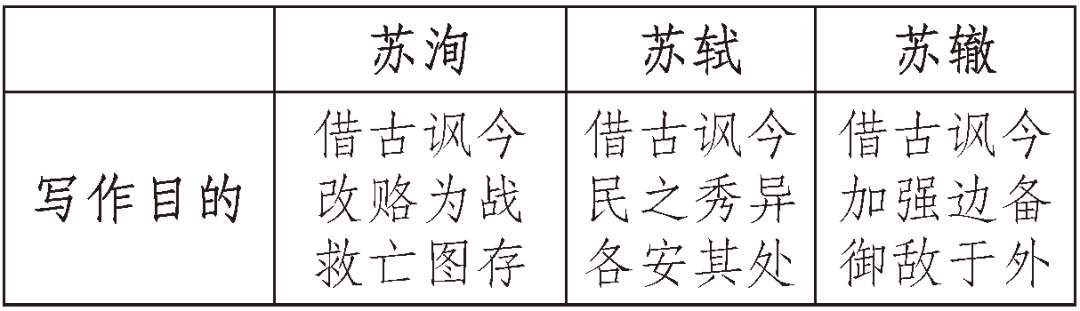 苏洵 苏轼 苏辙
写作目的
借古讽今
改赂为战
救亡图存
借古讽今
民之秀异
各安其处
借古讽今
加强边备
御敌于外